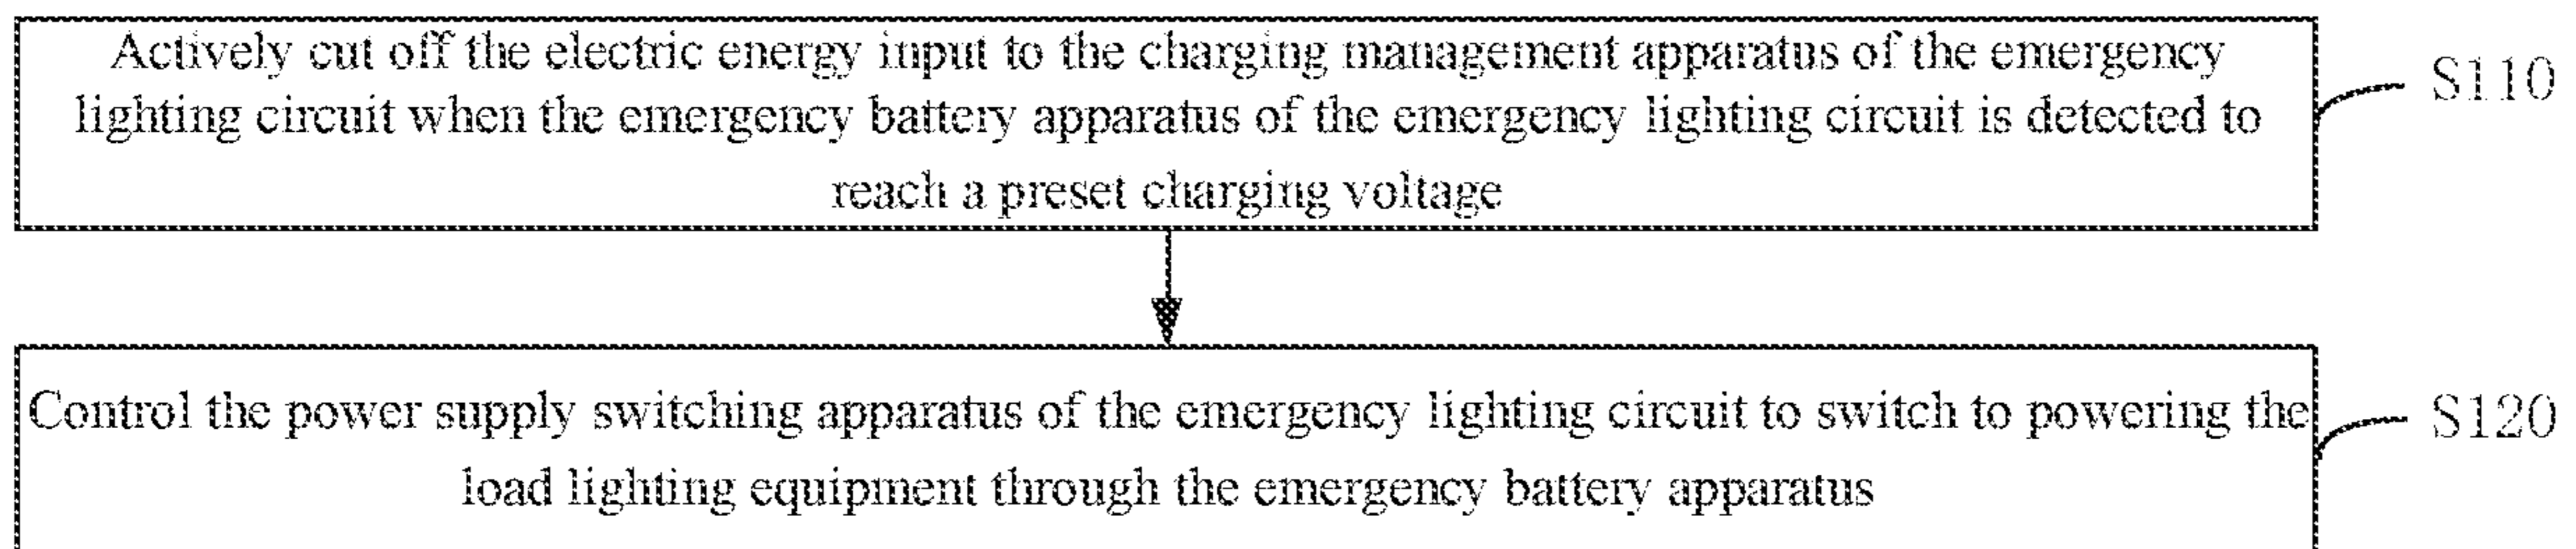 Actively cut off the electric energy input to the charging management apparatus of the emergency
lighting circuit when the emergency battery apparatus of the emergency lighting circuit is detected to
reach a preset charging voltage
S110
Control the power supply switching apparatus of the emergency lighting circuit to switch to powering the
load lighting equipment through the emergency battery apparatus
S120